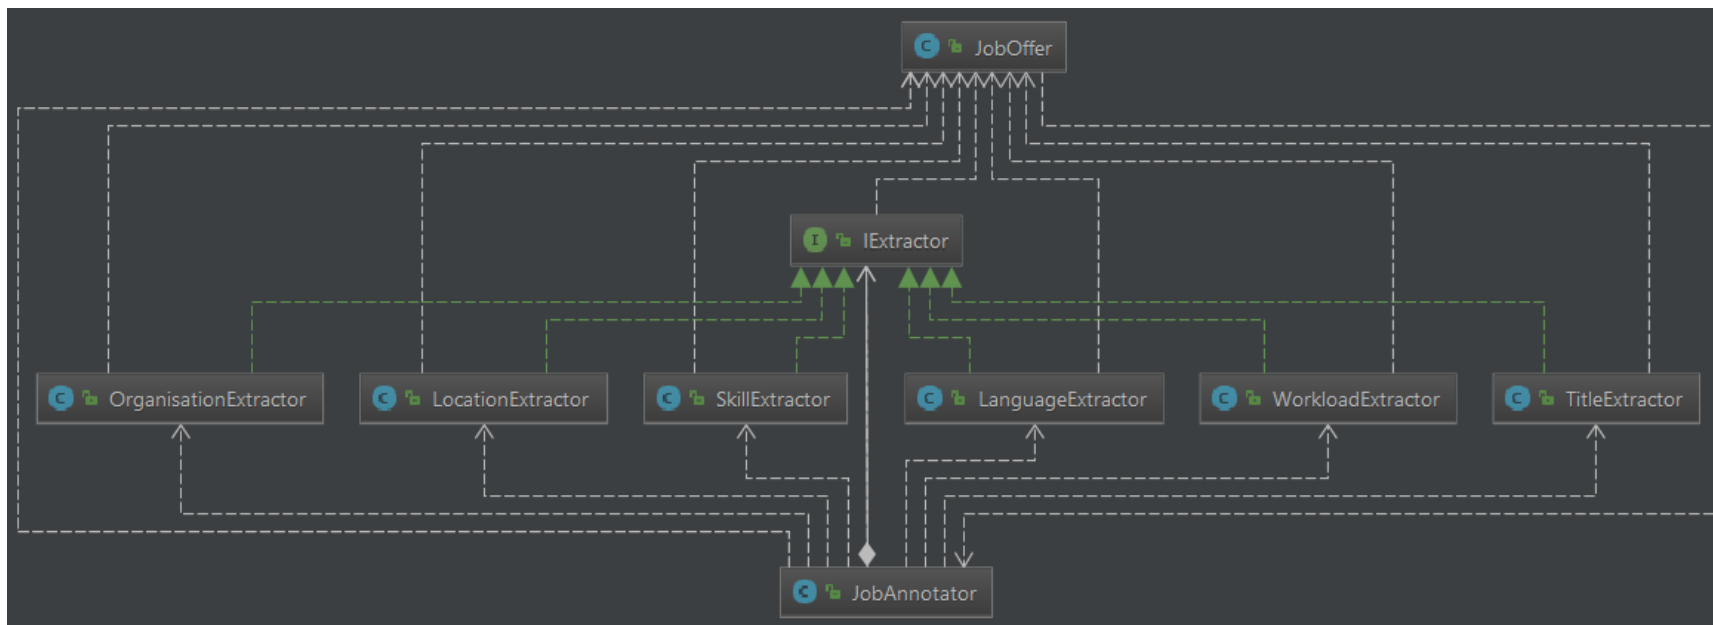 C JobOffer
I IExtractor
C OrganisationExtractor
C LocationExtractor
C SkillExtractor
C LanguageExtractor
C WorkloadExtractor
C TitleExtractor
C JobAnnotator